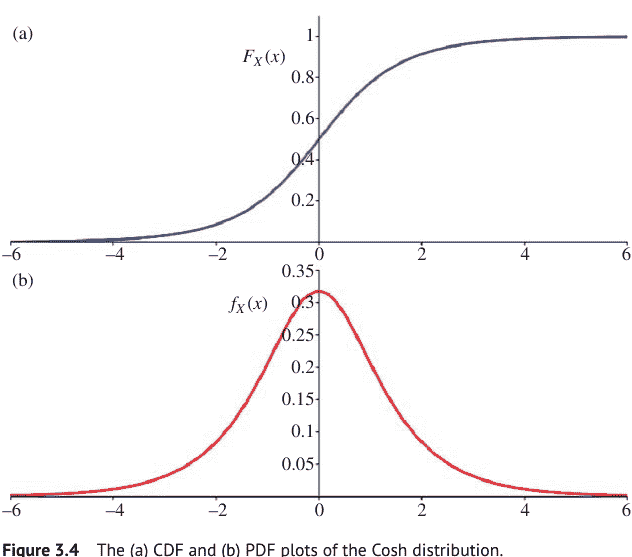 (a)
F_X(x)
1
0.8
0.6
0.4
0.2
–6 –4 –2 0 2 4 6
(b)
f_X(x)
0.35
0.3
0.25
0.2
0.15
0.1
0.05
–6 –4 –2 0 2 4 6
Figure 3.4 The (a) CDF and (b) PDF plots of the Cosh distribution.